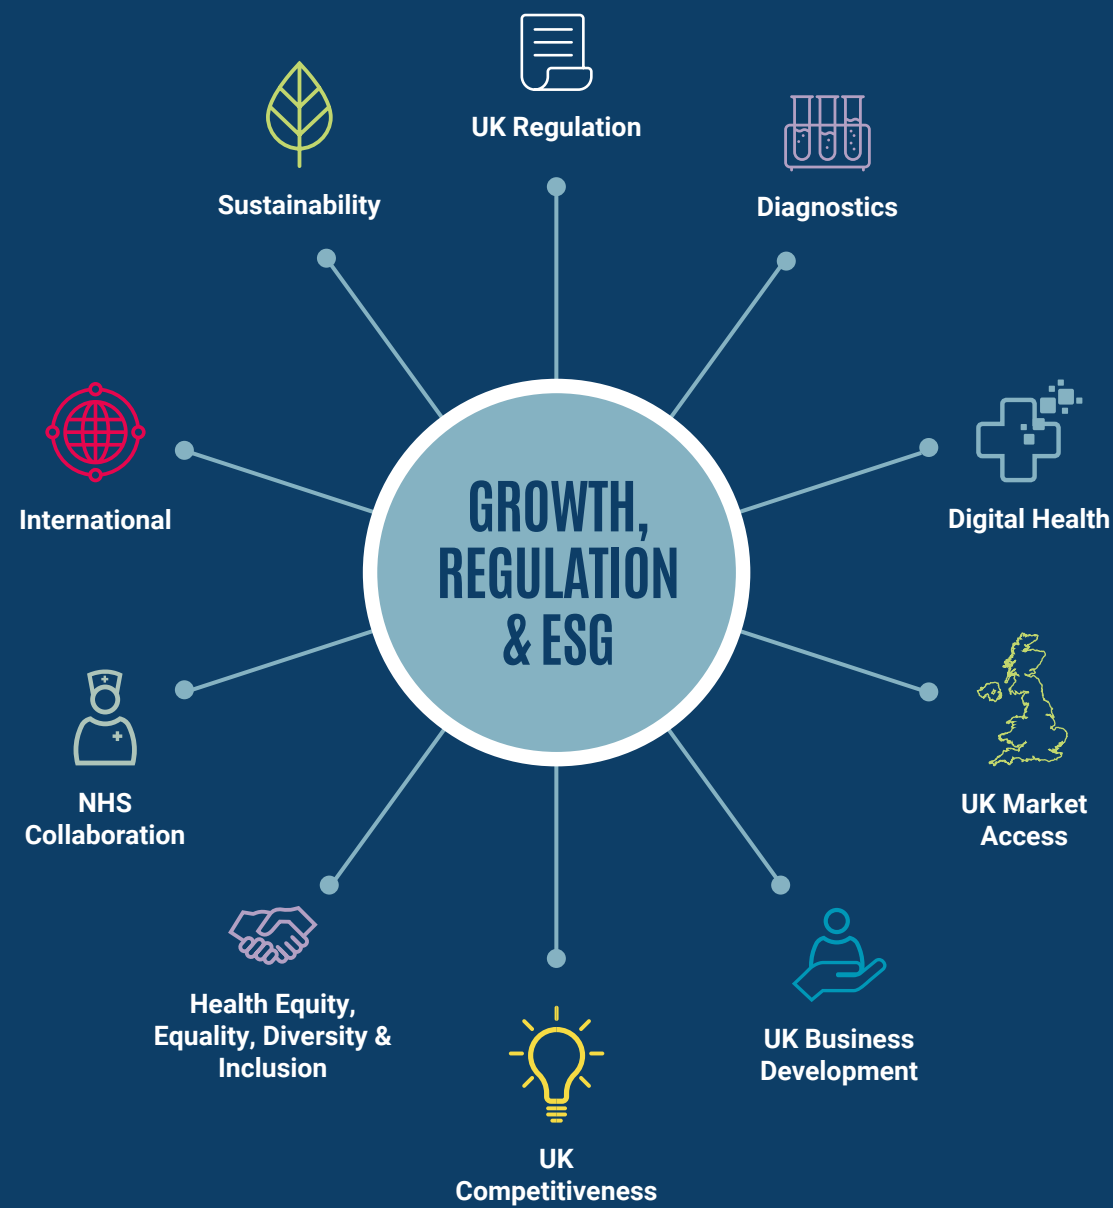 UK Regulation
Sustainability
Diagnostics
International
Digital Health
GROWTH,
REGULATION
& ESG
NHS
Collaboration
UK Market
Access
Health Equity,
Equality, Diversity &
Inclusion
UK Business
Development
UK
Competitiveness